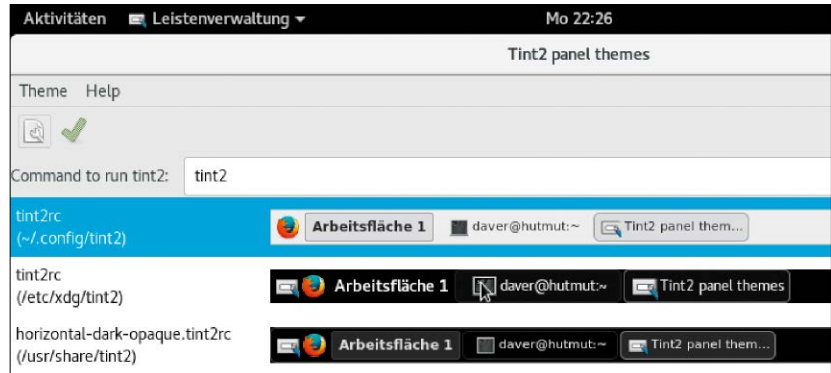 Aktivitäten Leistenverwaltung Mo 22:26
Tint2 panel themes
Theme Help
Command to run tint2: tint2
tint2rc
(~/.config/tint2)
Arbeitsfläche 1 daver@hutmut:~ Tint2 panel them...
tint2rc
(/etc/xdg/tint2)
Arbeitsfläche 1 daver@hutmut:~ Tint2 panel themes
horizontal-dark-opaque.tint2rc
(/usr/share/tint2)
Arbeitsfläche 1 daver@hutmut:~ Tint2 panel them...